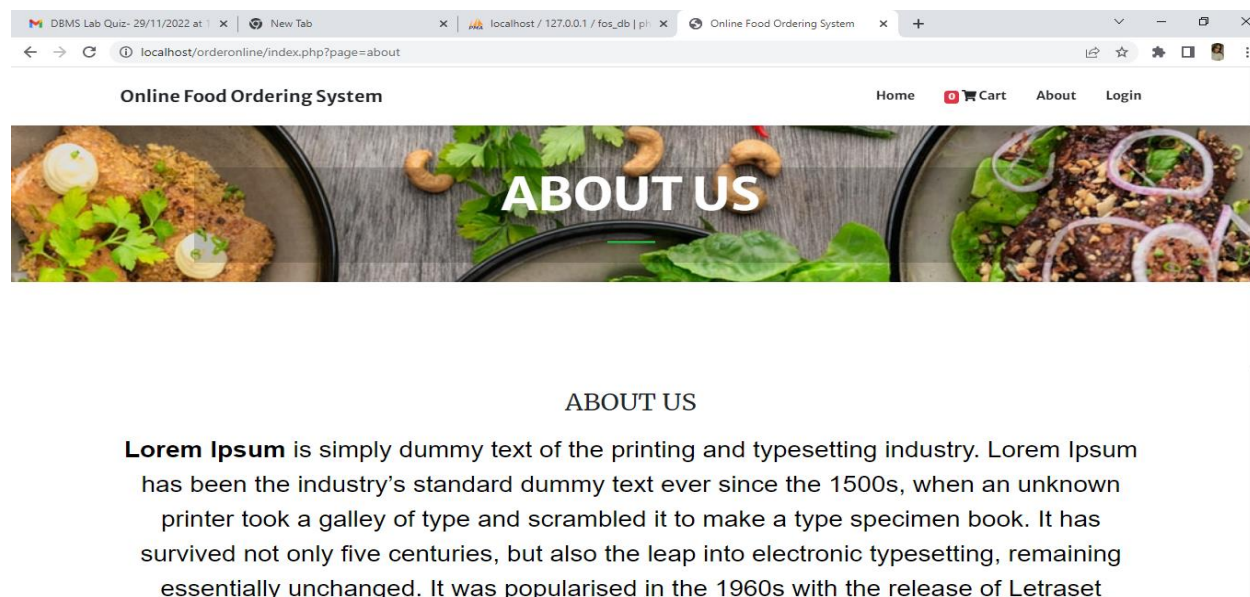 DBMS Lab Quiz- 29/11/2022 at
New Tab
localhost / 127.0.0.1 / fos_db | ph
Online Food Ordering System
localhost/orderonline/index.php?page=about
Online Food Ordering System
Home
0 Cart
About
Login
ABOUT US
ABOUT US
Lorem Ipsum is simply dummy text of the printing and typesetting industry. Lorem Ipsum
has been the industry’s standard dummy text ever since the 1500s, when an unknown
printer took a galley of type and scrambled it to make a type specimen book. It has
survived not only five centuries, but also the leap into electronic typesetting, remaining
essentially unchanged. It was popularised in the 1960s with the release of Letraset